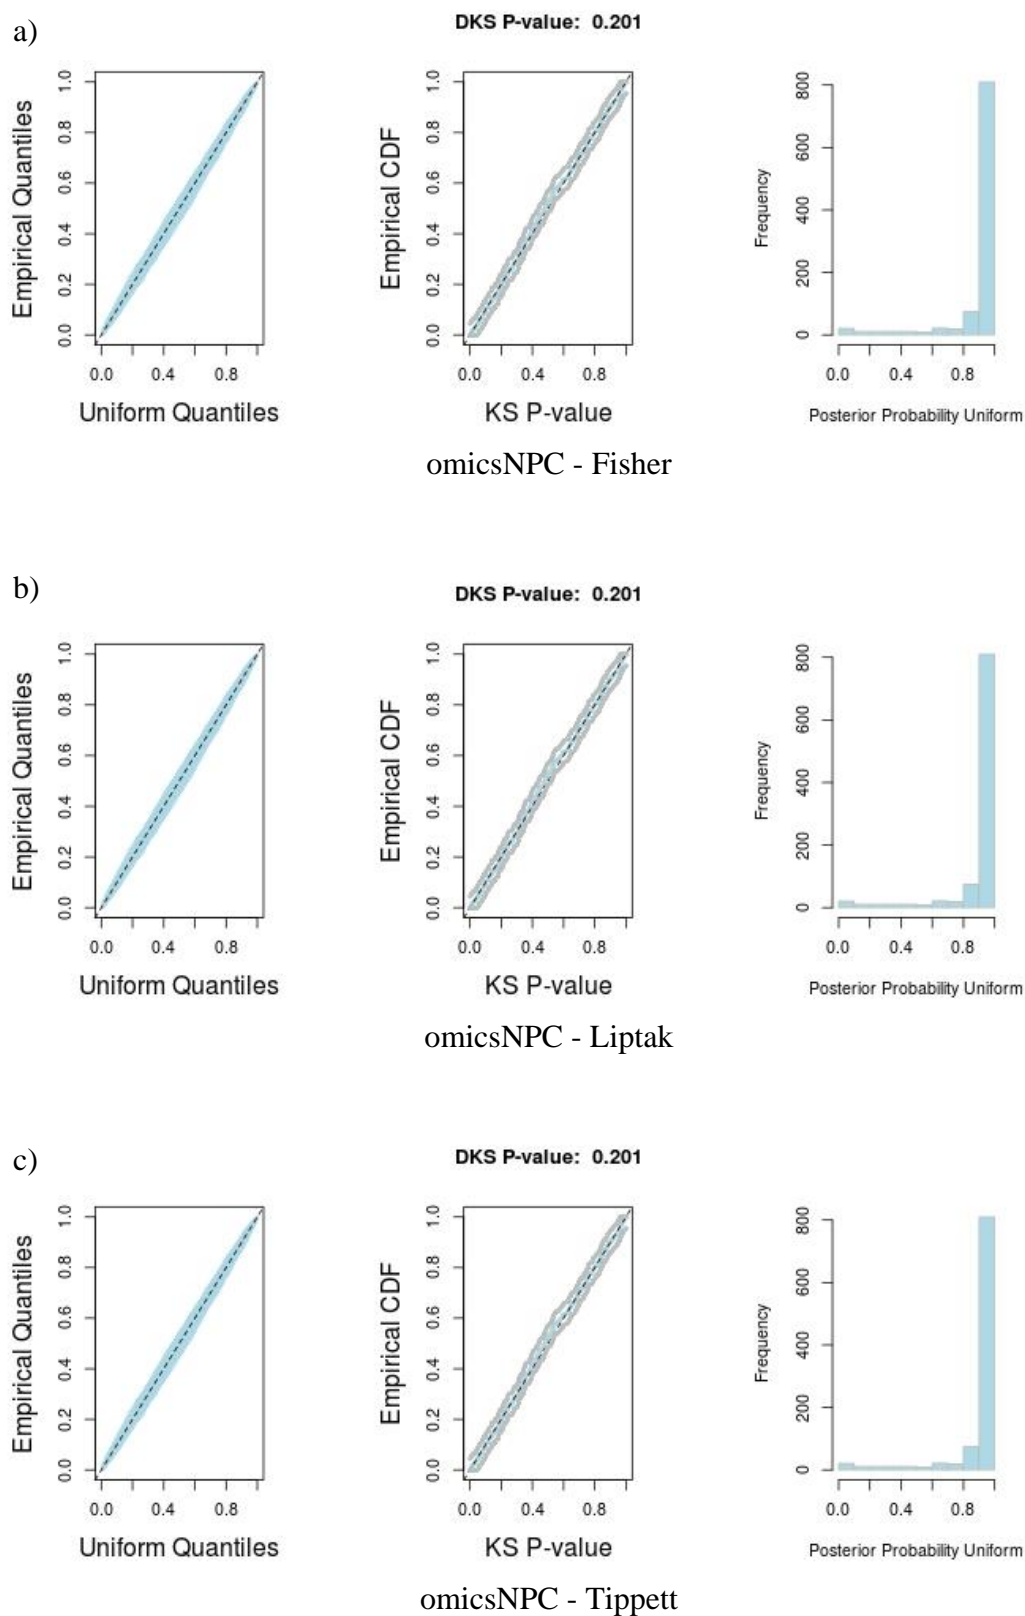 a)
DKS P-value: 0.201
Empirical Quantiles
0.0 0.2 0.4 0.6 0.8 1.0
0.0 0.4 0.8
Uniform Quantiles
Empirical CDF
0.0 0.2 0.4 0.6 0.8 1.0
0.0 0.4 0.8
KS P-value
Frequency
0 200 400 600 800
0.0 0.4 0.8
Posterior Probability Uniform
omicsNPC - Fisher
b)
DKS P-value: 0.201
Empirical Quantiles
0.0 0.2 0.4 0.6 0.8 1.0
0.0 0.4 0.8
Uniform Quantiles
Empirical CDF
0.0 0.2 0.4 0.6 0.8 1.0
0.0 0.4 0.8
KS P-value
Frequency
0 200 400 600 800
0.0 0.4 0.8
Posterior Probability Uniform
omicsNPC - Liptak
c)
DKS P-value: 0.201
Empirical Quantiles
0.0 0.2 0.4 0.6 0.8 1.0
0.0 0.4 0.8
Uniform Quantiles
Empirical CDF
0.0 0.2 0.4 0.6 0.8 1.0
0.0 0.4 0.8
KS P-value
Frequency
0 200 400 600 800
0.0 0.4 0.8
Posterior Probability Uniform
omicsNPC - Tippett